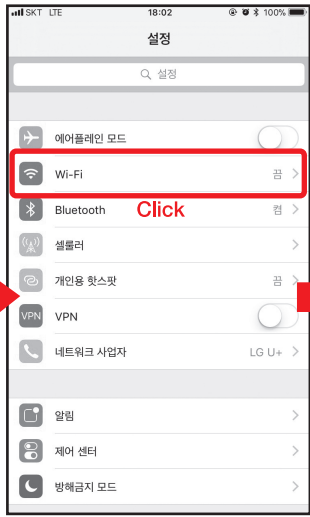 SKT LTE 18:02 100%
설정
설정
에어플레인 모드
Wi-Fi 끔
Bluetooth Click 켬
셀룰러
개인용 핫스팟 끔
VPN VPN
네트워크 사업자 LG U+
알림
제어 센터
방해금지 모드